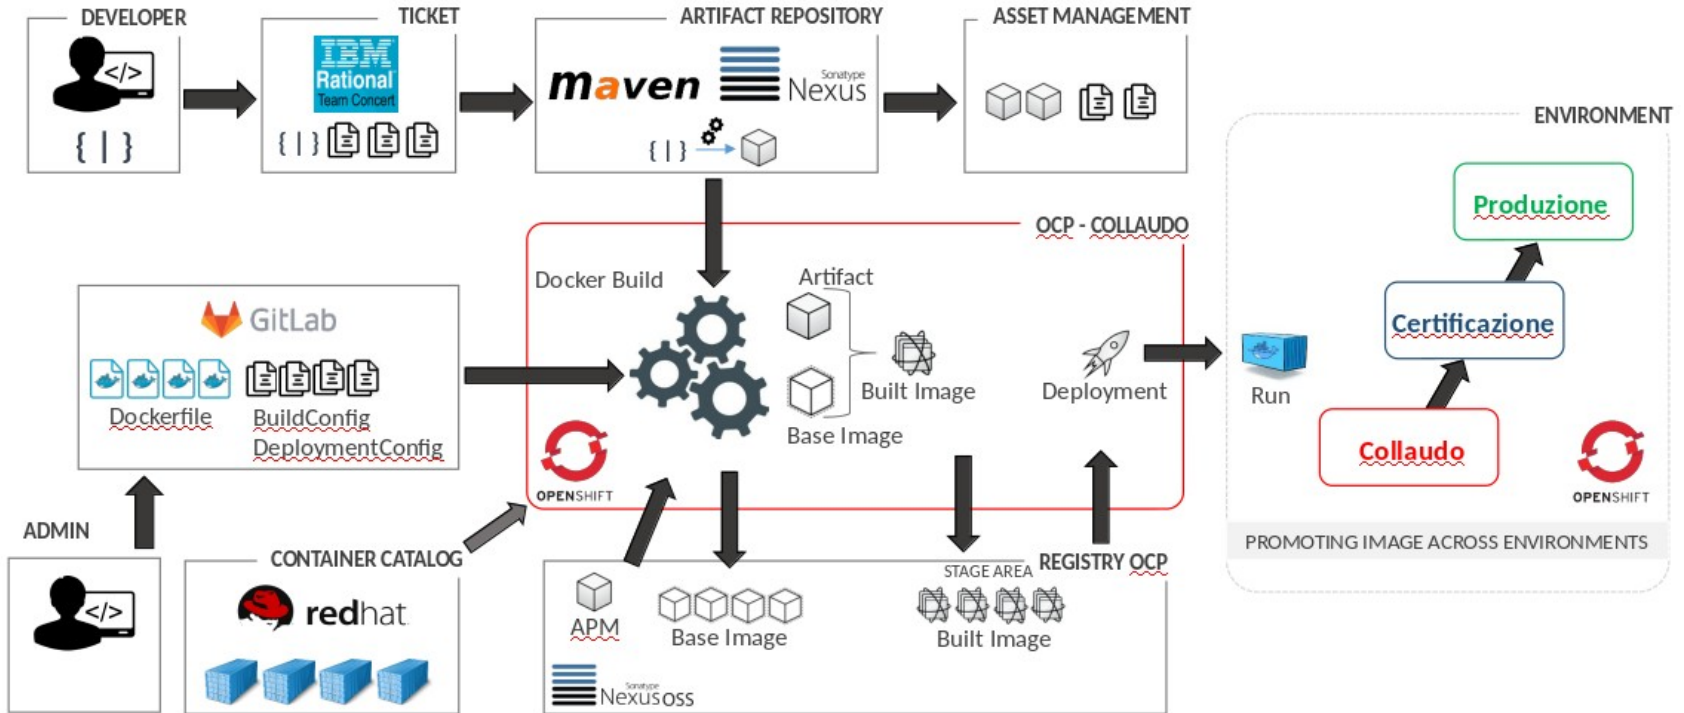 DEVELOPER
</>
{ | }
TICKET
IBM
Rational
Team Concert
{ | }
ARTIFACT REPOSITORY
maven
Sonatype
Nexus
{ | }
ASSET MANAGEMENT
ENVIRONMENT
Produzione
Certificazione
Collaudo
Run
OPENSHIFT
PROMOTING IMAGE ACROSS ENVIRONMENTS
OCP - COLLAUDO
Docker Build
Artifact
Built Image
Base Image
Deployment
OPENSHIFT
GitLab
Dockerfile
BuildConfig
DeploymentConfig
ADMIN
</>
CONTAINER CATALOG
redhat.
REGISTRY OCP
STAGE AREA
APM
Base Image
Built Image
Sonatype
Nexus OSS